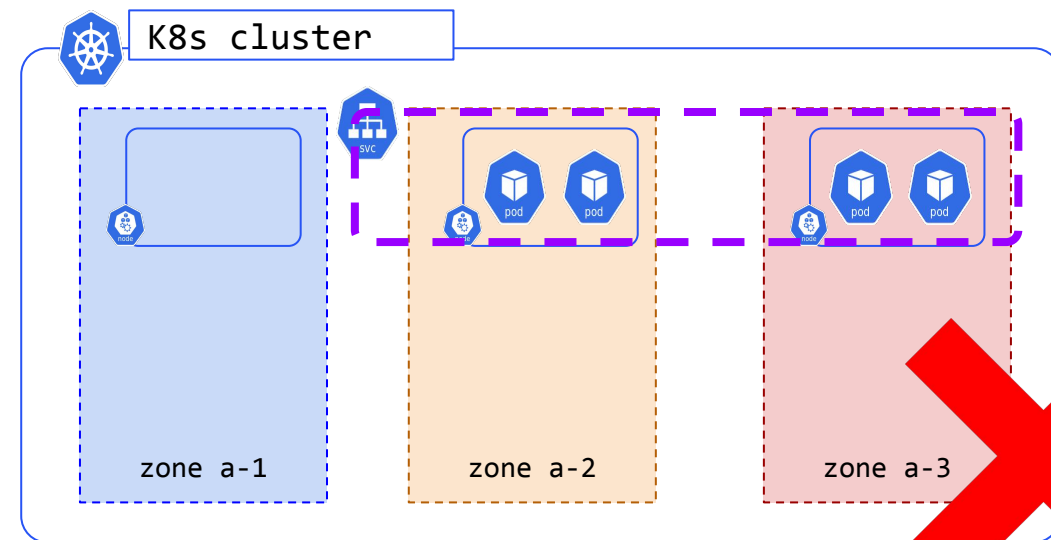 K8s cluster
svc
pod
pod
pod
pod
node
node
node
zone a-1
zone a-2
zone a-3